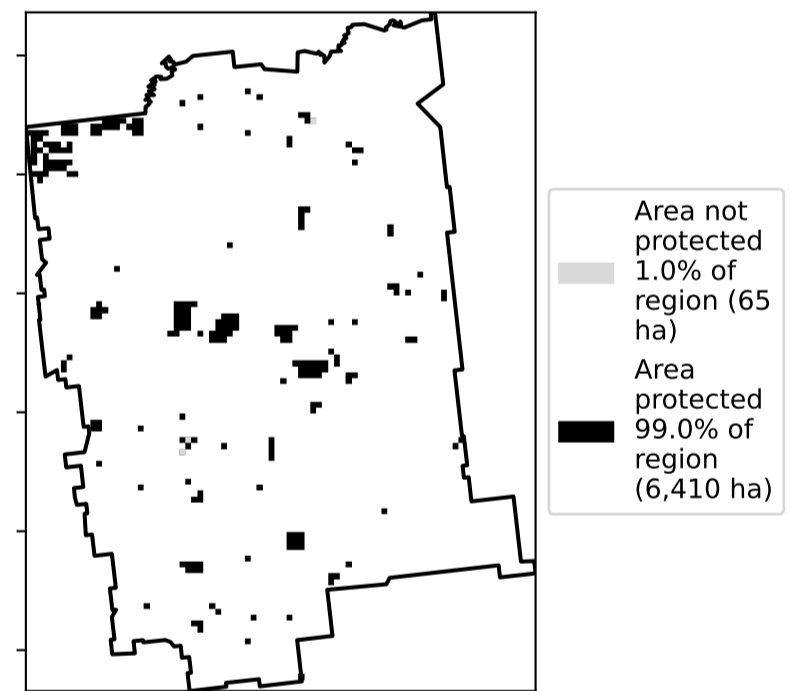 Area not
protected
1.0% of
region (65
ha)
Area
protected
99.0% of
region
(6,410 ha)